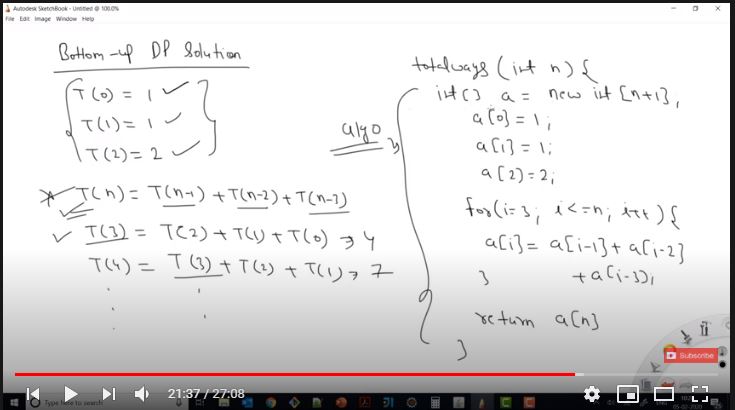 Autodesk SketchBook - Untitled @ 100.0%
File Edit Image Window Help
Bottom-up DP Solution
T(0) = 1
T(1) = 1
T(2) = 2
T(n) = T(n-1) + T(n-2) + T(n-3)
T(3) = T(2) + T(1) + T(0) → 4
T(4) = T(3) + T(2) + T(1) → 7
algo
totalways (int n) {
int[] a = new int [n+1];
a[0] = 1;
a[1] = 1;
a[2] = 2;
for(i=3; i<=n; i++) {
a[i] = a[i-1] + a[i-2]
+ a[i-3];
}
return a[n]
}
Subscribe
21:37 / 27:08
Type here to search